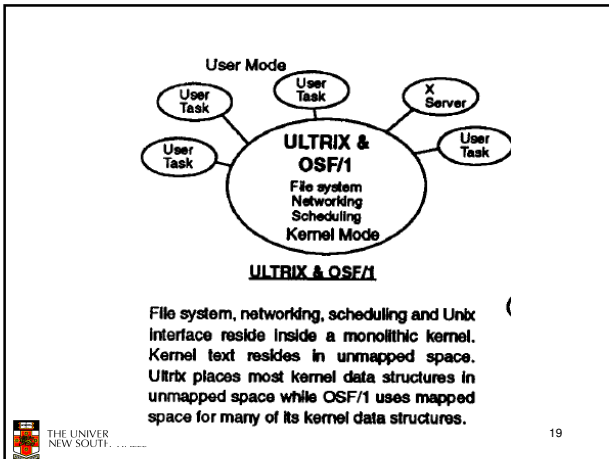 User Mode
User
Task
User
Task
X
Server
User
Task
User
Task
ULTRIX &
OSF/1
File system
Networking
Scheduling
Kernel Mode
ULTRIX & OSF/1
File system, networking, scheduling and Unix
interface reside inside a monolithic kernel.
Kernel text resides in unmapped space.
Ultrix places most kernel data structures in
unmapped space while OSF/1 uses mapped
space for many of its kernel data structures.
THE UNIVER
NEW SOUTH
19